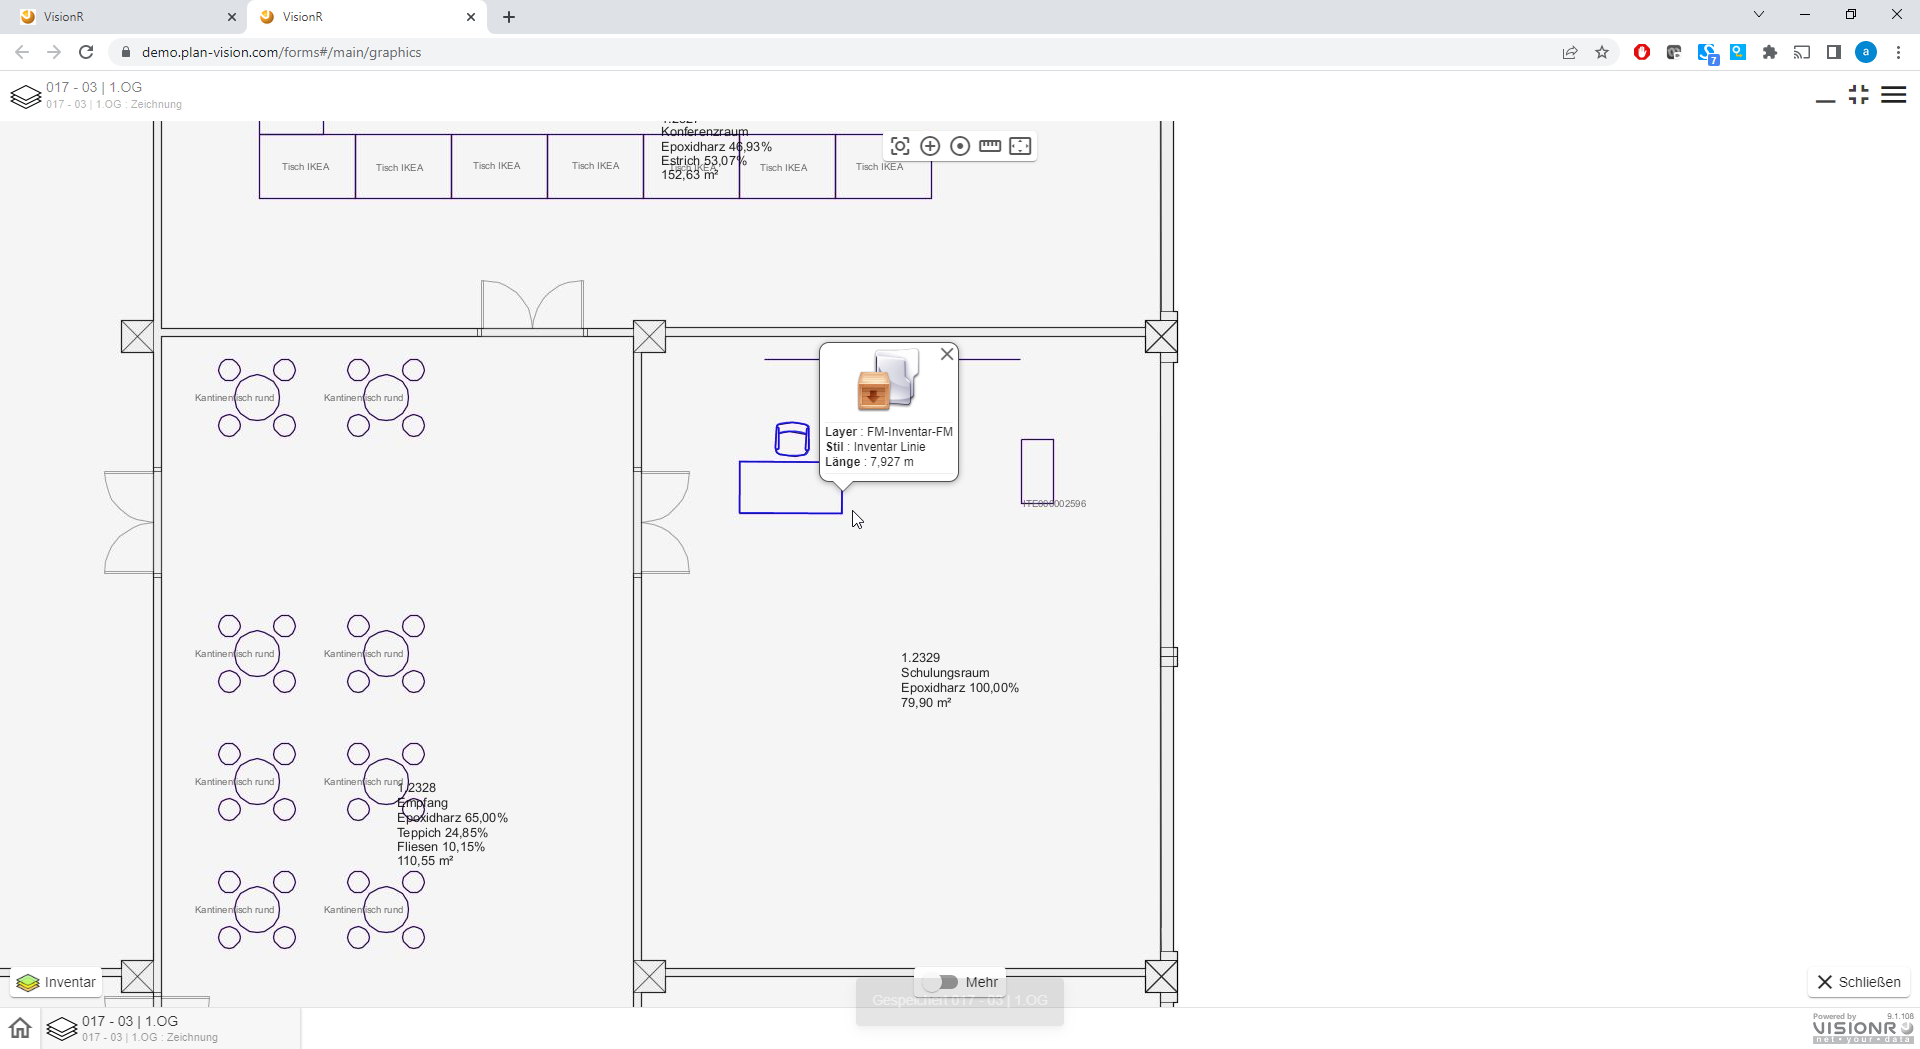 VisionR
VisionR
demo.plan-vision.com/forms#/main/graphics
7
a
017 - 03 | 1.OG
017 - 03 | 1.OG : Zeichnung
Konferenzraum
Epoxidharz 46,93%
Estrich 53,07%
152,63 m²
Tisch IKEA
Tisch IKEA
Tisch IKEA
Tisch IKEA
Tisch IKEA
Tisch IKEA
Tisch IKEA
Kantinentisch rund
Kantinentisch rund
Layer : FM-Inventar-FM
Stil : Inventar Linie
Länge : 7,927 m
ITE000002596
Kantinentisch rund
Kantinentisch rund
1.2329
Schulungsraum
Epoxidharz 100,00%
79,90 m²
Kantinentisch rund
Kantinentisch rund
1.2328
Empfang
Epoxidharz 65,00%
Teppich 24,85%
Fliesen 10,15%
110,55 m²
Kantinentisch rund
Kantinentisch rund
Inventar
Mehr
Schließen
Gespeichert 017 - 03 | 1.OG
017 - 03 | 1.OG
017 - 03 | 1.OG : Zeichnung
Powered by 9.1.108
VISIONR
net • your • data